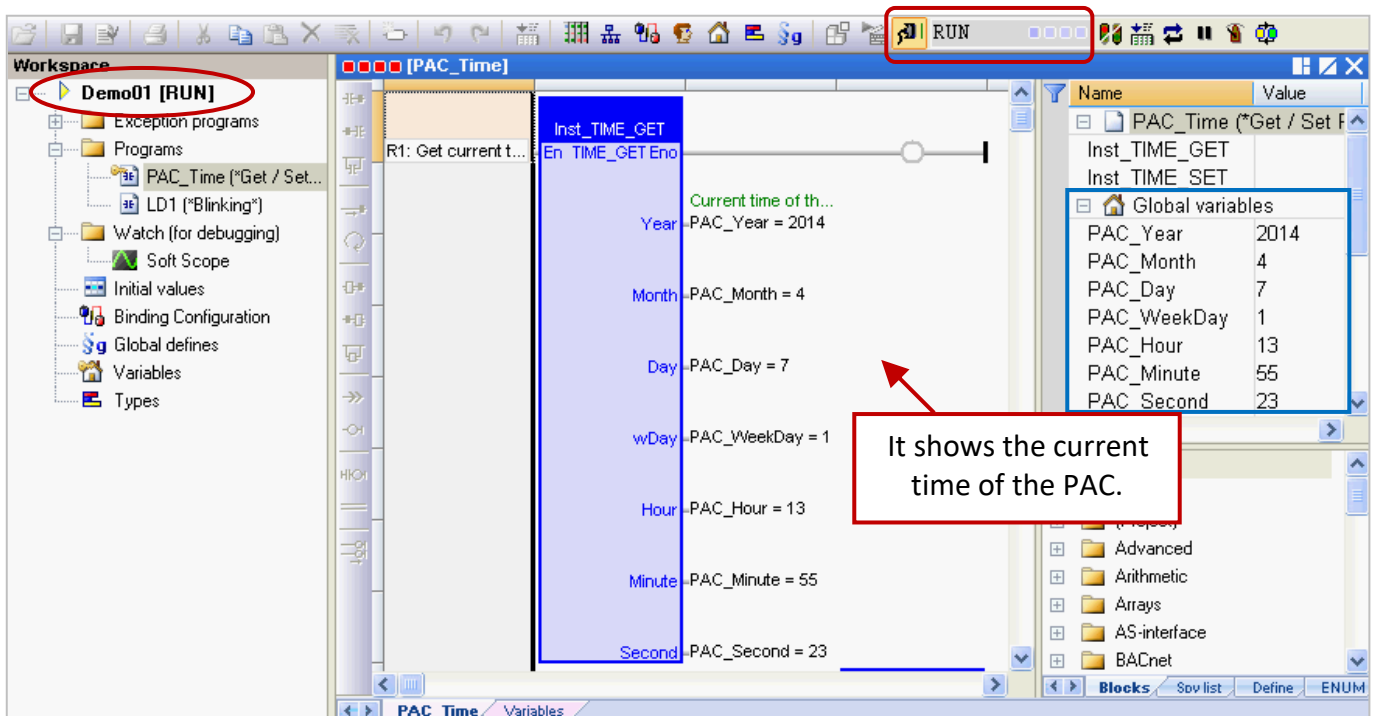 RUN
Workspace
Demo01 [RUN]
Exception programs
Programs
PAC_Time (*Get / Set...
LD1 (*Blinking*)
Watch (for debugging)
Soft Scope
Initial values
Binding Configuration
Global defines
Variables
Types
[PAC_Time]
R1: Get current t...
Inst_TIME_GET
En TIME_GET Eno
Current time of th...
Year PAC_Year = 2014
Month PAC_Month = 4
Day PAC_Day = 7
wDay PAC_WeekDay = 1
Hour PAC_Hour = 13
Minute PAC_Minute = 55
Second PAC_Second = 23
It shows the current
time of the PAC.
PAC_Time Variables
Name Value
PAC_Time (*Get / Set
Inst_TIME_GET
Inst_TIME_SET
Global variables
PAC_Year 2014
PAC_Month 4
PAC_Day 7
PAC_WeekDay 1
PAC_Hour 13
PAC_Minute 55
PAC_Second 23
Advanced
Arithmetic
Arrays
AS-interface
BACnet
Blocks Spy list Define ENUM